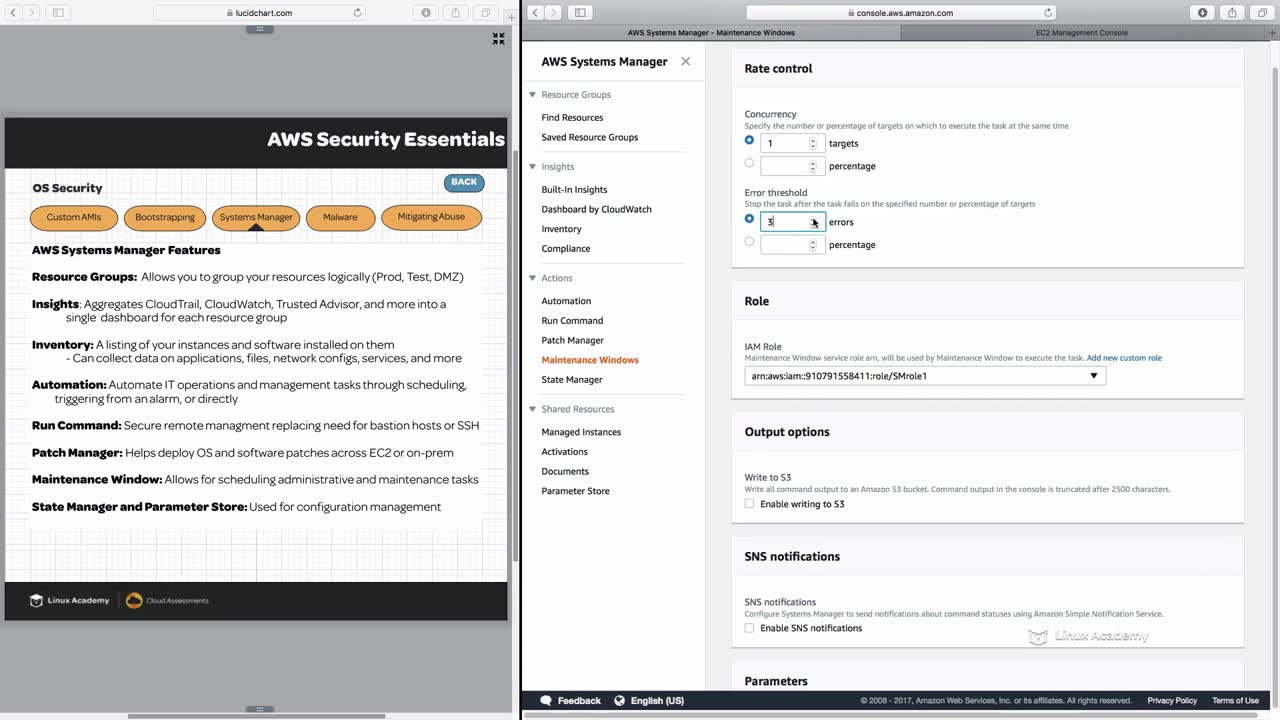 lucidchart.com
AWS Security Essentials
OS Security
BACK
Custom AMIs
Bootstrapping
Systems Manager
Malware
Mitigating Abuse
AWS Systems Manager Features
Resource Groups: Allows you to group your resources logically (Prod, Test, DMZ)
Insights: Aggregates CloudTrail, CloudWatch, Trusted Advisor, and more into a
single dashboard for each resource group
Inventory: A listing of your instances and software installed on them
- Can collect data on applications, files, network configs, services, and more
Automation: Automate IT operations and management tasks through scheduling,
triggering from an alarm, or directly
Run Command: Secure remote managment replacing need for bastion hosts or SSH
Patch Manager: Helps deploy OS and software patches across EC2 or on-prem
Maintenance Window: Allows for scheduling administrative and maintenance tasks
State Manager and Parameter Store: Used for configuration management
Linux Academy
Cloud Assessments
console.aws.amazon.com
AWS Systems Manager - Maintenance Windows
EC2 Management Console
AWS Systems Manager
Resource Groups
Find Resources
Saved Resource Groups
Insights
Built-In Insights
Dashboard by CloudWatch
Inventory
Compliance
Actions
Automation
Run Command
Patch Manager
Maintenance Windows
State Manager
Shared Resources
Managed Instances
Activations
Documents
Parameter Store
Rate control
Concurrency
Specify the number or percentage of targets on which to execute the task at the same time
1 targets
percentage
Error threshold
Stop the task after the task fails on the specified number or percentage of targets
3 errors
percentage
Role
IAM Role
Maintenance Window service role arn, will be used by Maintenance Window to execute the task. Add new custom role
arn:aws:iam::910791558411:role/SMrole1
Output options
Write to S3
Write all command output to an Amazon S3 bucket. Command output in the console is truncated after 2500 characters.
Enable writing to S3
SNS notifications
SNS notifications
Configure Systems Manager to send notifications about command statuses using Amazon Simple Notification Service.
Enable SNS notifications
Linux Academy
Parameters
Feedback
English (US)
© 2008 - 2017, Amazon Web Services, Inc. or its affiliates. All rights reserved.
Privacy Policy
Terms of Use